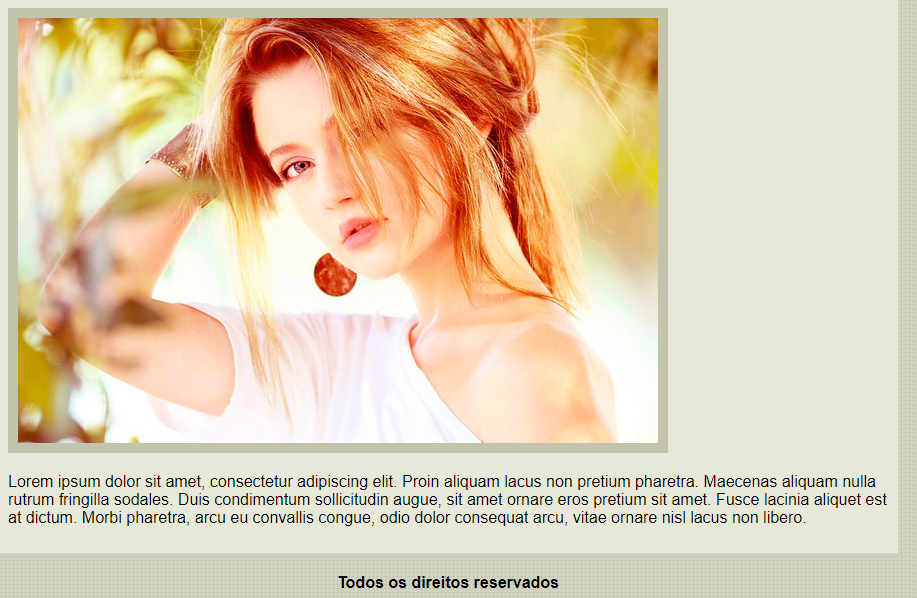 Lorem ipsum dolor sit amet, consectetur adipiscing elit. Proin aliquam lacus non pretium pharetra. Maecenas aliquam nulla
rutrum fringilla sodales. Duis condimentum sollicitudin augue, sit amet ornare eros pretium sit amet. Fusce lacinia aliquet est
at dictum. Morbi pharetra, arcu eu convallis congue, odio dolor consequat arcu, vitae ornare nisl lacus non libero.
Todos os direitos reservados